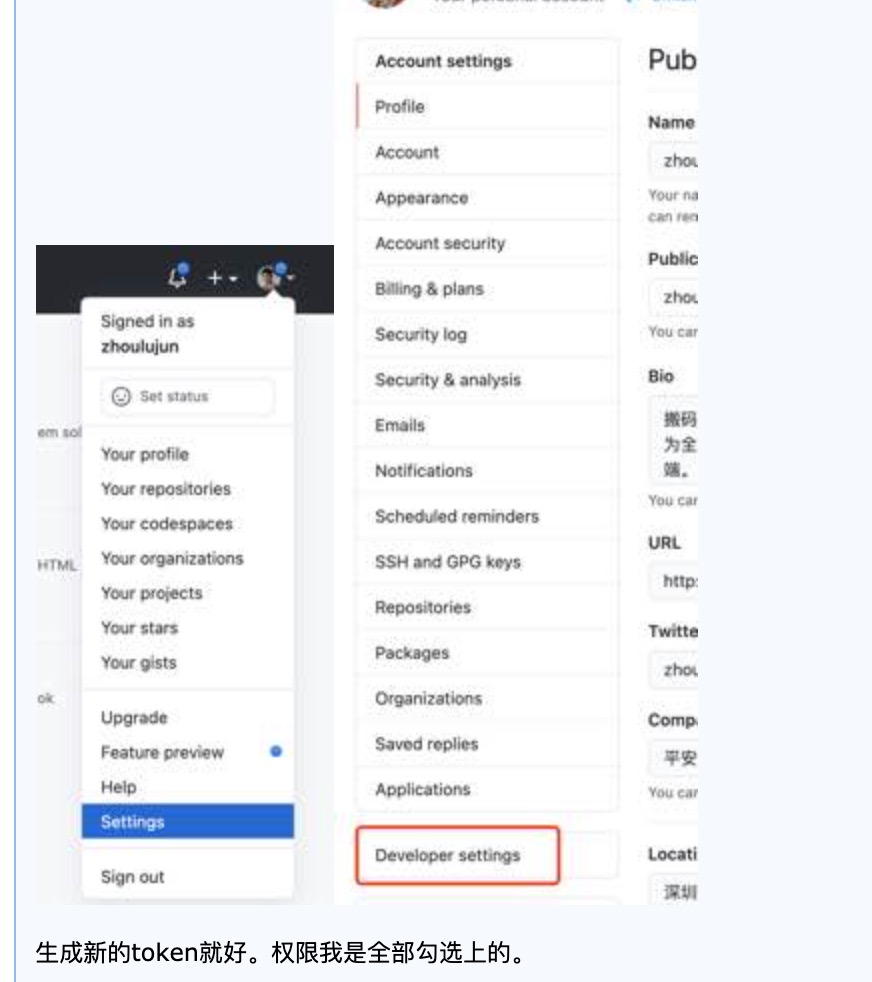 Signed in as
zhoulujun
Set status
Your profile
Your repositories
Your codespaces
HTML
Your organizations
Your projects
Your stars
Your gists
ok
Upgrade
Feature preview
Help
Settings
Sign out
Your personal account
Account settings
Profile
Account
Appearance
Account security
Billing & plans
Security log
Security & analysis
Emails
Notifications
Scheduled reminders
SSH and GPG keys
Repositories
Packages
Organizations
Saved replies
Applications
Developer settings
Pub
Name
zhou
Your na
can ren
Public
zhou
You car
Bio
搬码
为全
端。
You car
URL
http:
Twitte
zhou
Comp
平安
You car
Locati
深圳
生成新的token就好。权限我是全部勾选上的。